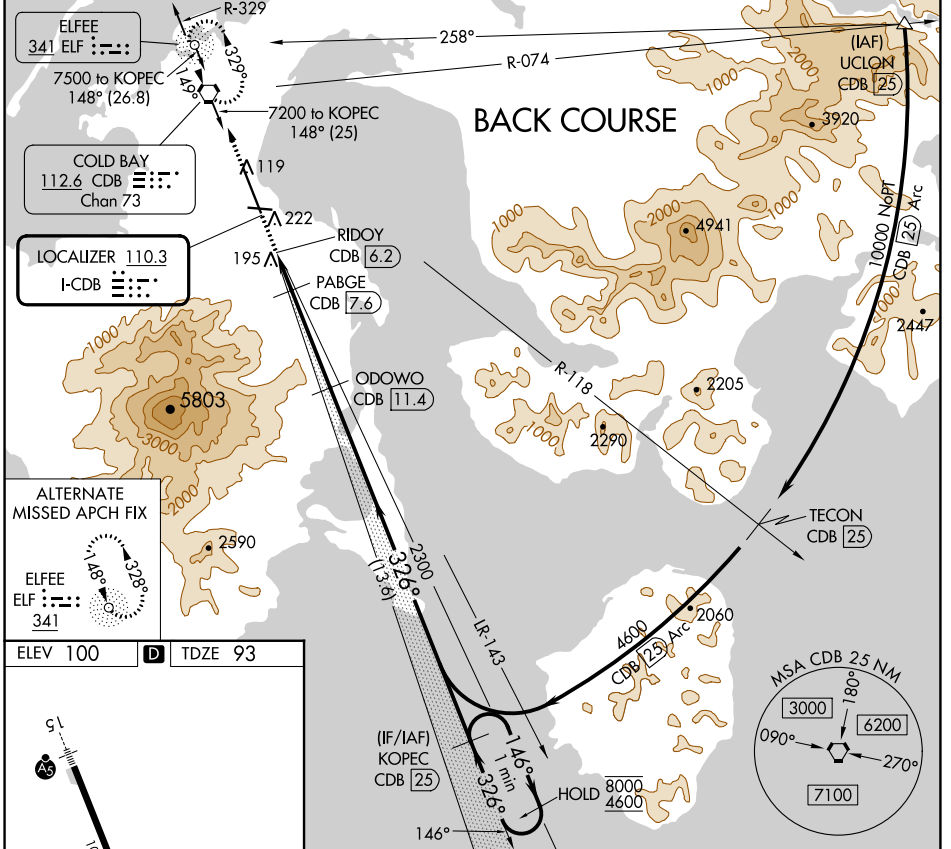 R-329
ELFEE
341 ELF
329°
149°
7500 to KOPEC
148° (26.8)
7200 to KOPEC
148° (25)
258°
R-074
(IAF)
UCLON
CDB 25
BACK COURSE
1000
2000
3920
1000
COLD BAY
112.6 CDB
Chan 73
119
222
195
LOCALIZER 110.3
I-CDB
RIDOY
CDB 6.2
PABGE
CDB 7.6
1000
2000
4941
1000
10000 NoPT
CDB 25 Arc
2447
1000
5803
3000
2000
2590
ODOWO
CDB 11.4
R-118
2205
2290
1000
TECON
CDB 25
ALTERNATE
MISSED APCH FIX
148°
328°
ELFEE
ELF
341
326°
2300
(13.6)
LR-143
2060
4600
CDB 25 Arc
ELEV 100
D
TDZE 93
15
A5
(IF/IAF)
KOPEC
CDB 25
146°
1 min
326°
146°
HOLD
8000
4600
MSA CDB 25 NM
180°
3000
6200
090°
270°
7100